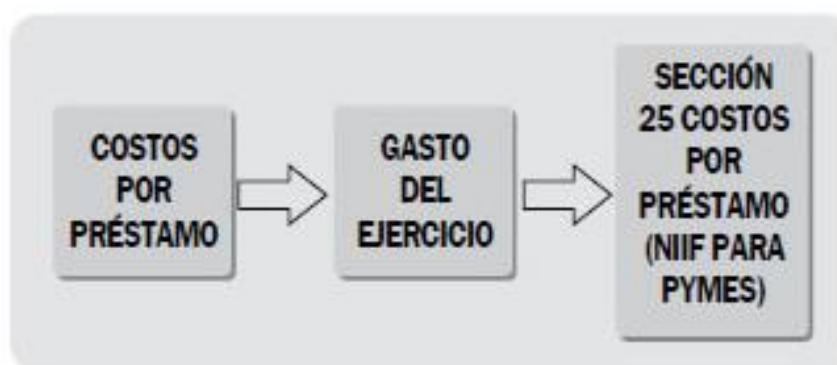 COSTOS
POR
PRÉSTAMO
GASTO
DEL
EJERCICIO
SECCIÓN
25 COSTOS
POR
PRÉSTAMO
(NIIF PARA
PYMES)